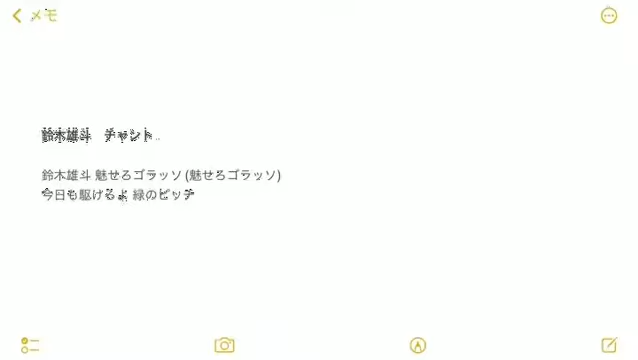 メモ
鈴木雄斗 チャント
鈴木雄斗 魅せろゴラッソ (魅せろゴラッソ)
今日も駆けるよ 緑のピッチ